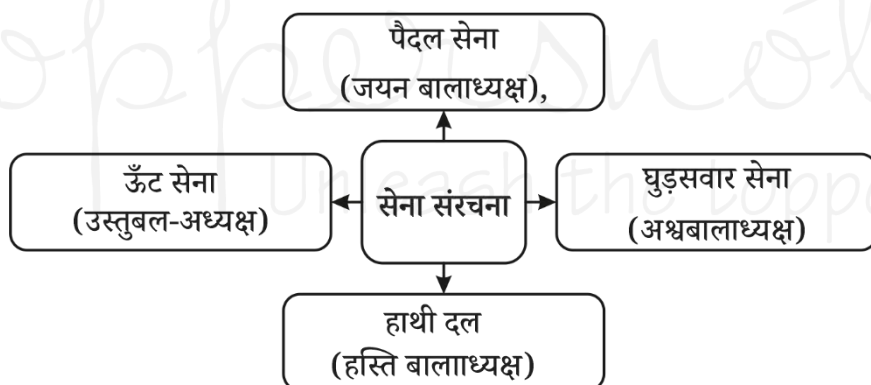 पैदल सेना
(जयन बालाध्यक्ष),
ऊँट सेना
(उस्तुबल-अध्यक्ष)
सेना संरचना
घुड़सवार सेना
(अश्वबालाध्यक्ष)
हाथी दल
(हस्ति बालााध्यक्ष)